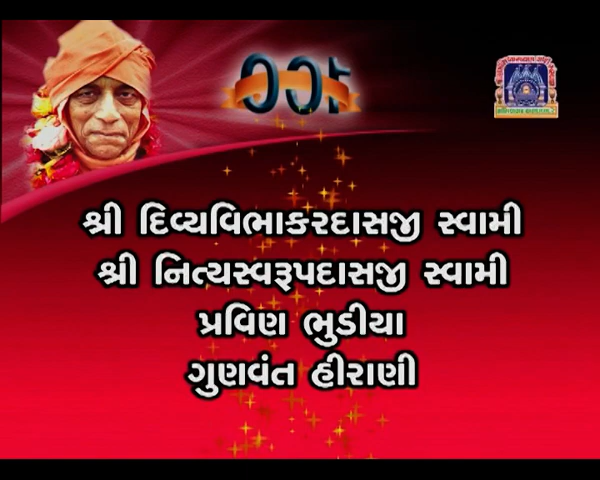 શ્રી દિવ્યવિભાકરદાસજી સ્વામી
શ્રી નિત્યસ્વરૂપદાસજી સ્વામી
પ્રવિણ ભુડીયા
ગુણવંત હીરાણી